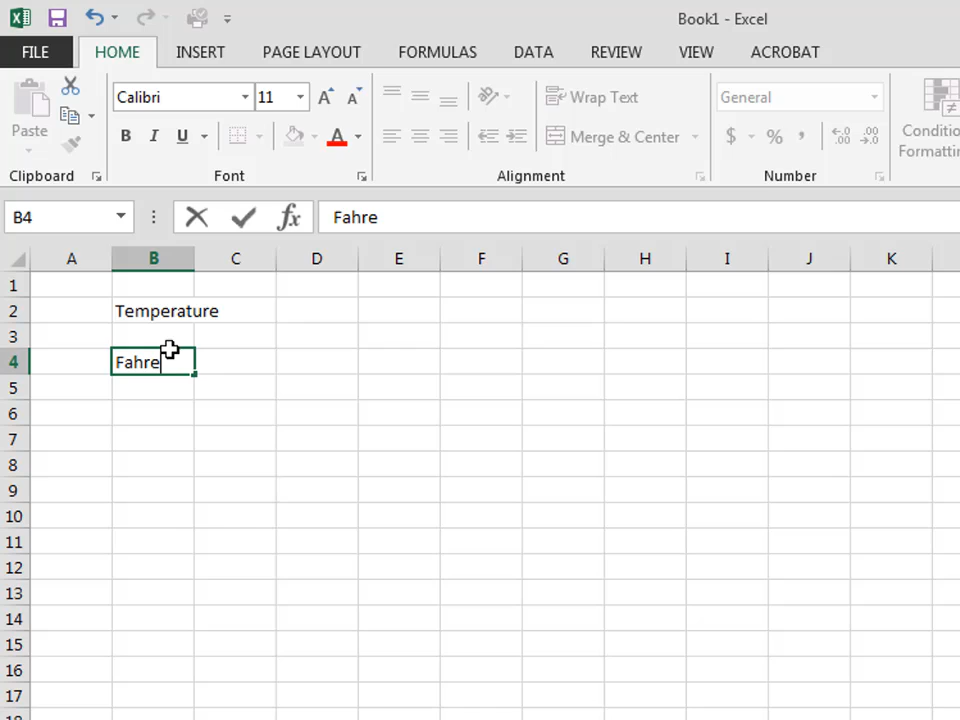 Book1 - Excel
FILE HOME INSERT PAGE LAYOUT FORMULAS DATA REVIEW VIEW ACROBAT
Calibri 11 Wrap Text General
Paste B I U A Merge & Center $ % , Conditio
Formatting
Clipboard Font Alignment Number
B4 fx Fahre
A B C D E F G H I J K
1
2 Temperature
3
4 Fahre
5
6
7
8
9
10
11
12
13
14
15
16
17